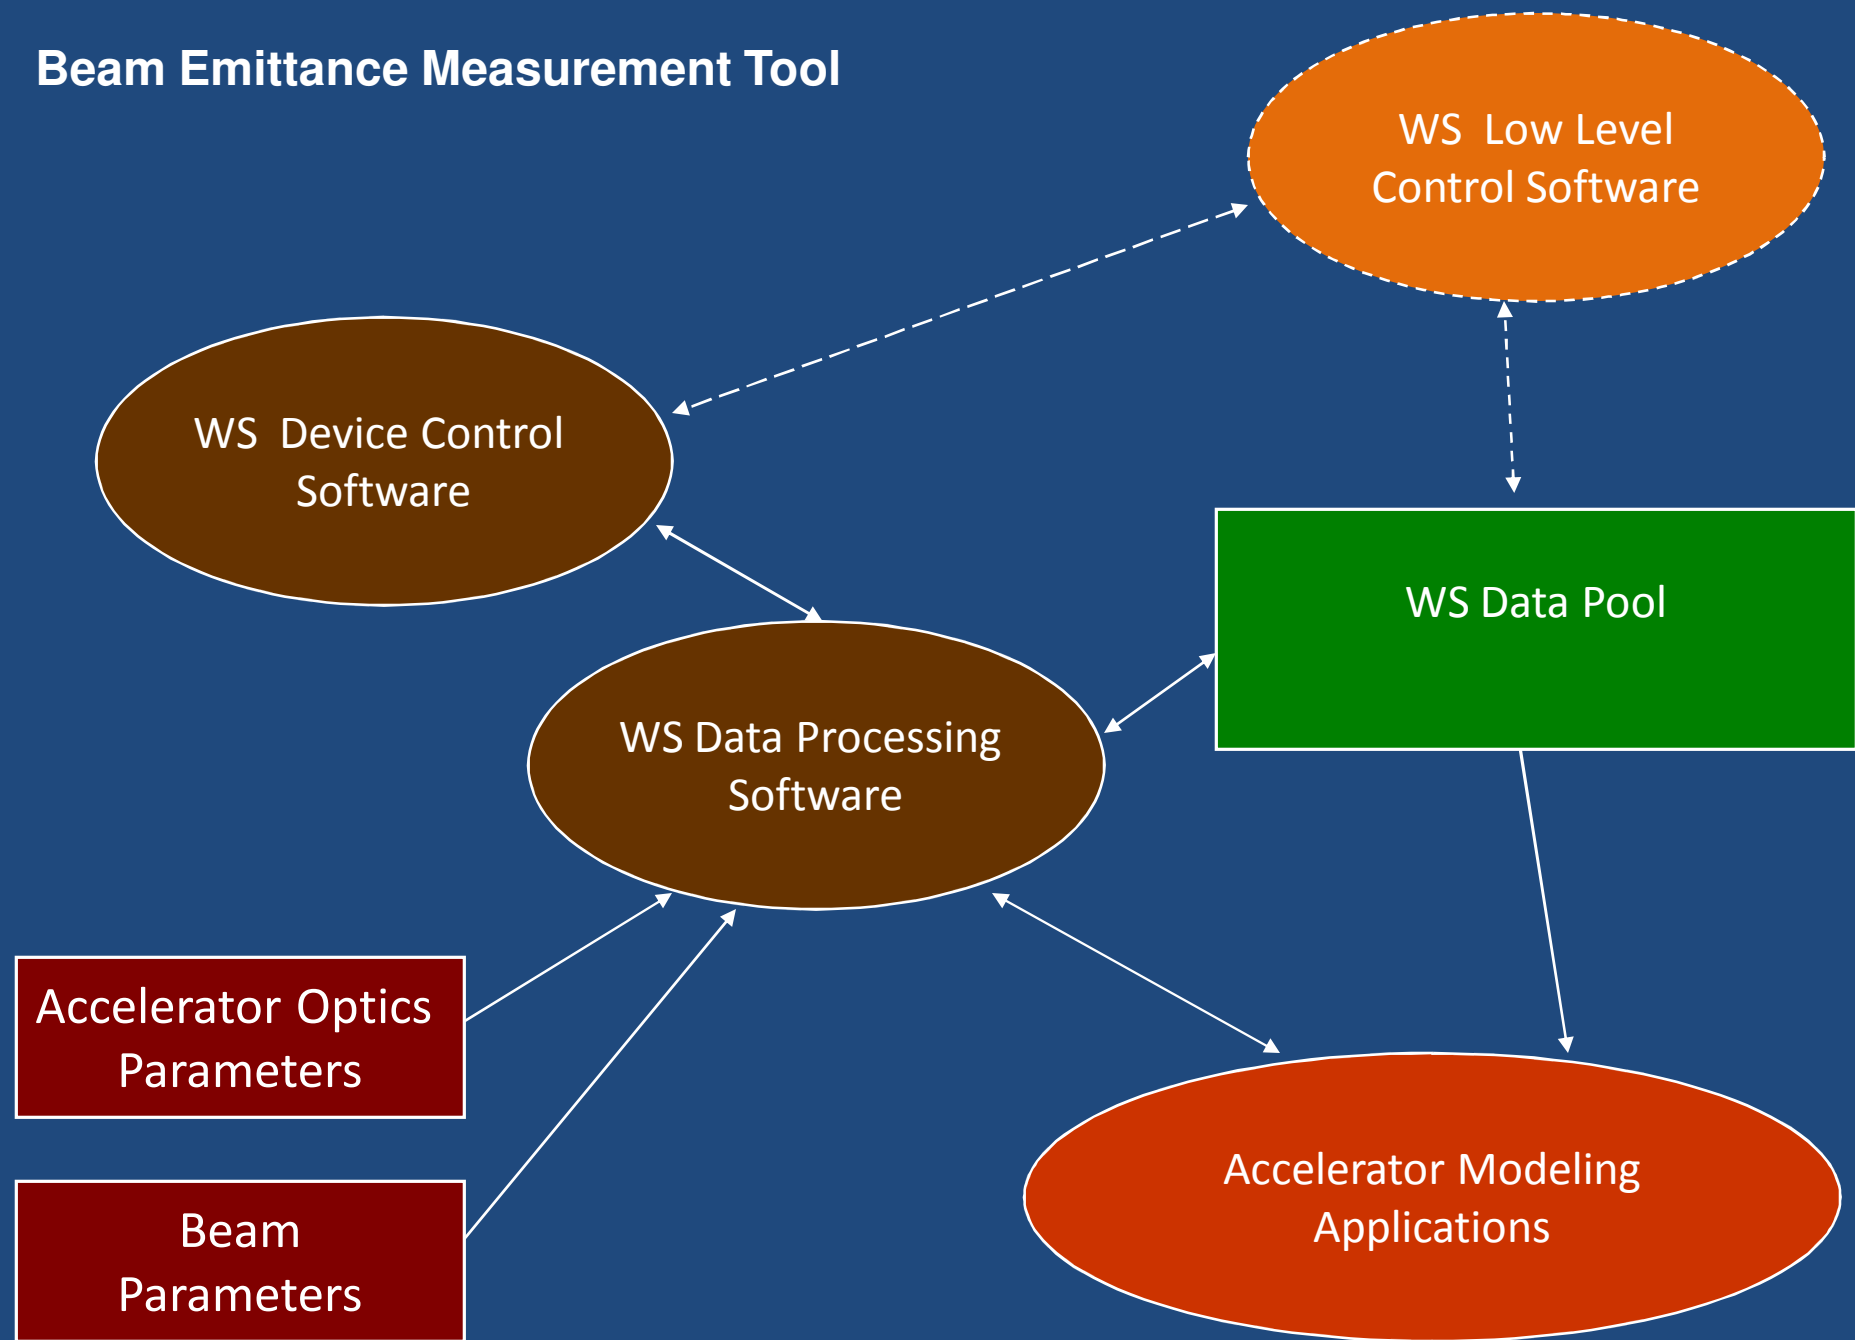 Beam Emittance Measurement Tool
WS  Low Level
Control Software
WS  Device Control
Software
WS Data Pool
WS Data Processing
Software
Accelerator Optics
Parameters
Accelerator Modeling
Applications
Beam
Parameters